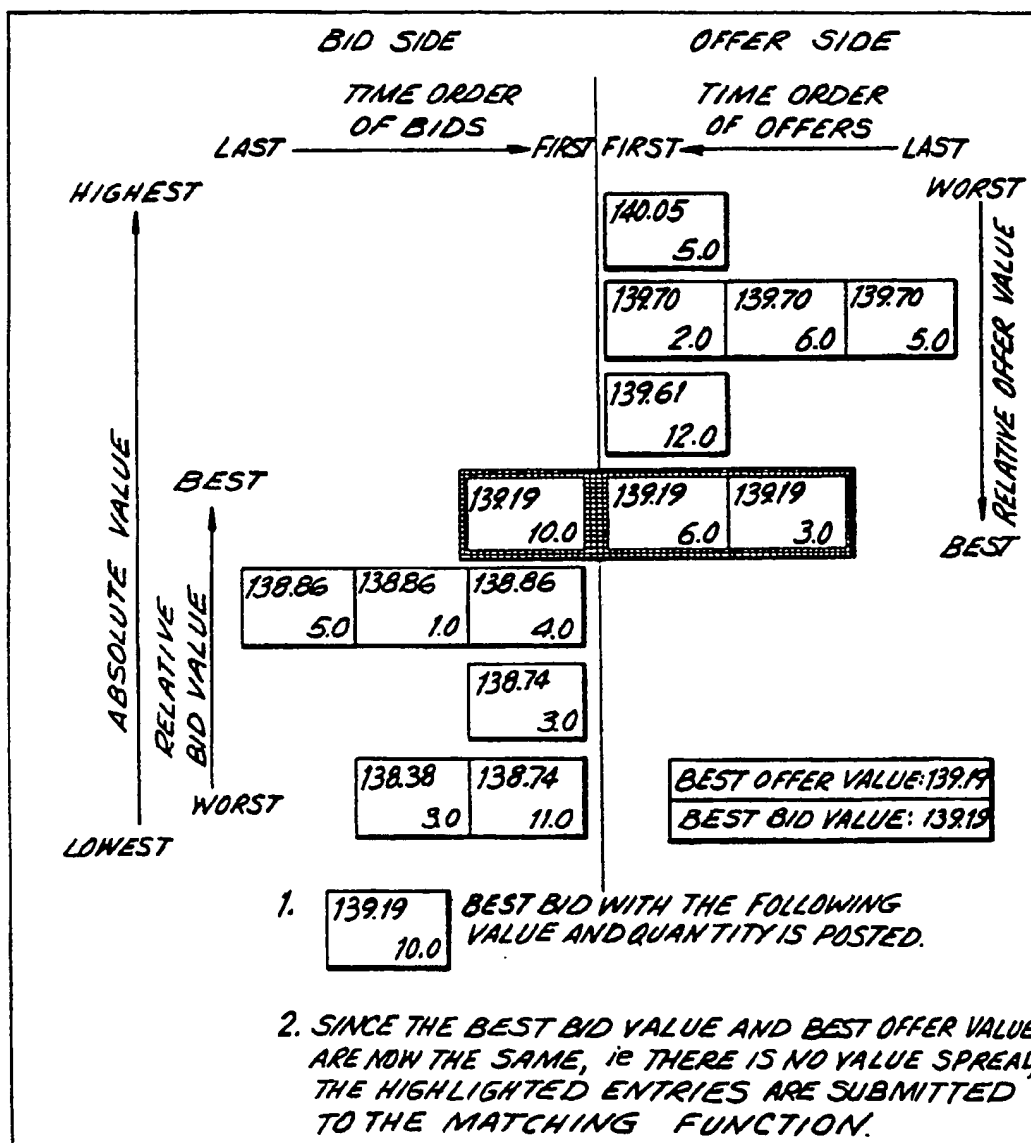 BID SIDE OFFER SIDE
TIME ORDER OF BIDS
TIME ORDER OF OFFERS
LAST FIRST FIRST LAST
HIGHEST WORST
140.05
5.0
139.70 139.70 139.70
2.0 6.0 5.0
139.61
12.0
RELATIVE OFFER VALUE
BEST
139.19 139.19 139.19
10.0 6.0 3.0
BEST
138.86 138.86 138.86
5.0 1.0 4.0
ABSOLUTE VALUE
RELATIVE
BID VALUE
138.74
3.0
138.38 138.74
3.0 11.0
WORST
LOWEST
BEST OFFER VALUE: 139.19
BEST BID VALUE: 139.19
1. 139.19 10.0 BEST BID WITH THE FOLLOWING
VALUE AND QUANTITY IS POSTED.
2. SINCE THE BEST BID VALUE AND BEST OFFER VALUE
ARE NOW THE SAME, ie THERE IS NO VALUE SPREAD,
THE HIGHLIGHTED ENTRIES ARE SUBMITTED
TO THE MATCHING FUNCTION.